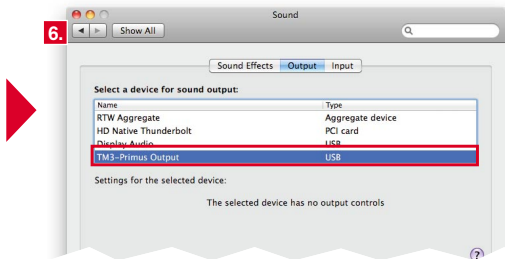 Sound
6.
Show All
Sound Effects Output Input
Select a device for sound output:
Name Type
RTW Aggregate Aggregate device
HD Native Thunderbolt PCI card
Display Audio USB
TM3-Primus Output USB
Settings for the selected device:
The selected device has no output controls
?